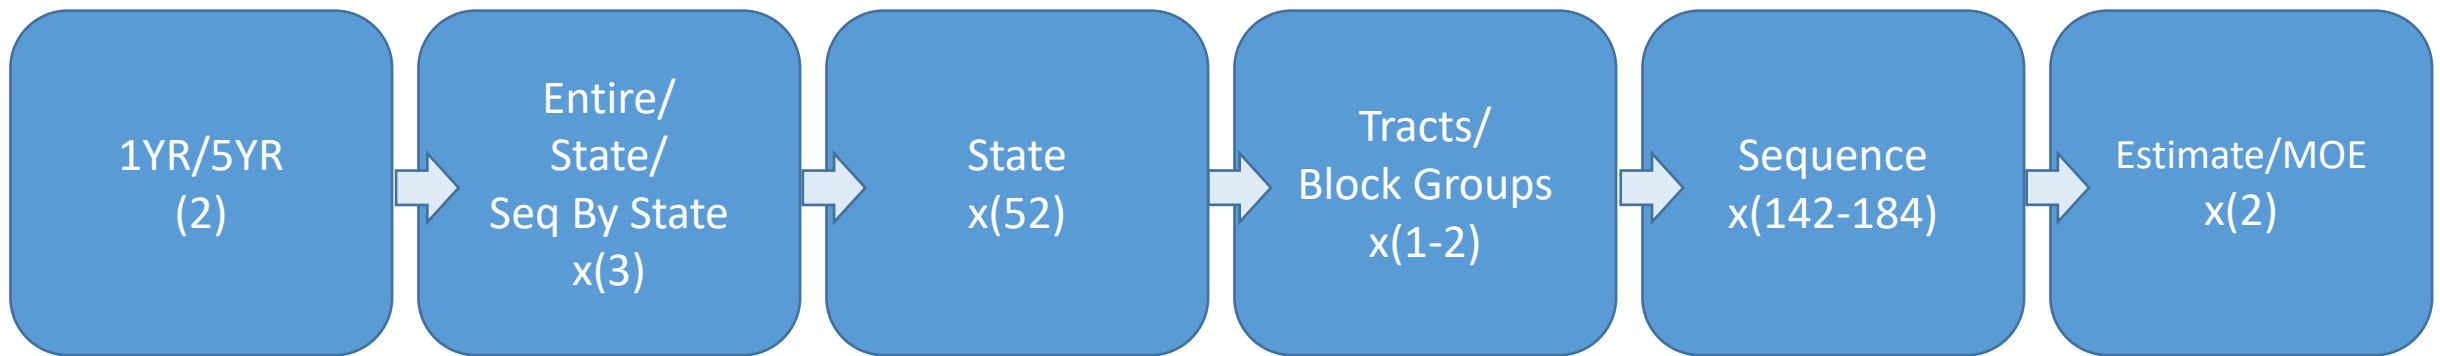 1YR/5YR
(2)
Entire/
State/
Seq By State
x(3)
State
x(52)
Tracts/
Block Groups
x(1-2)
Sequence
x(142-184)
Estimate/MOE
x(2)